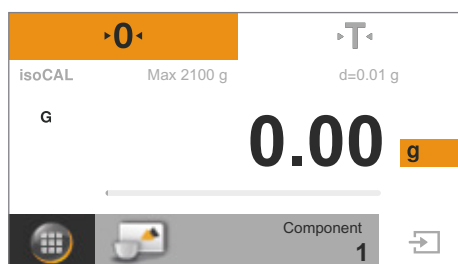 ▸0◂ ▸T◂
isoCAL Max 2100 g d=0.01 g
G
0.00 g
Component
1